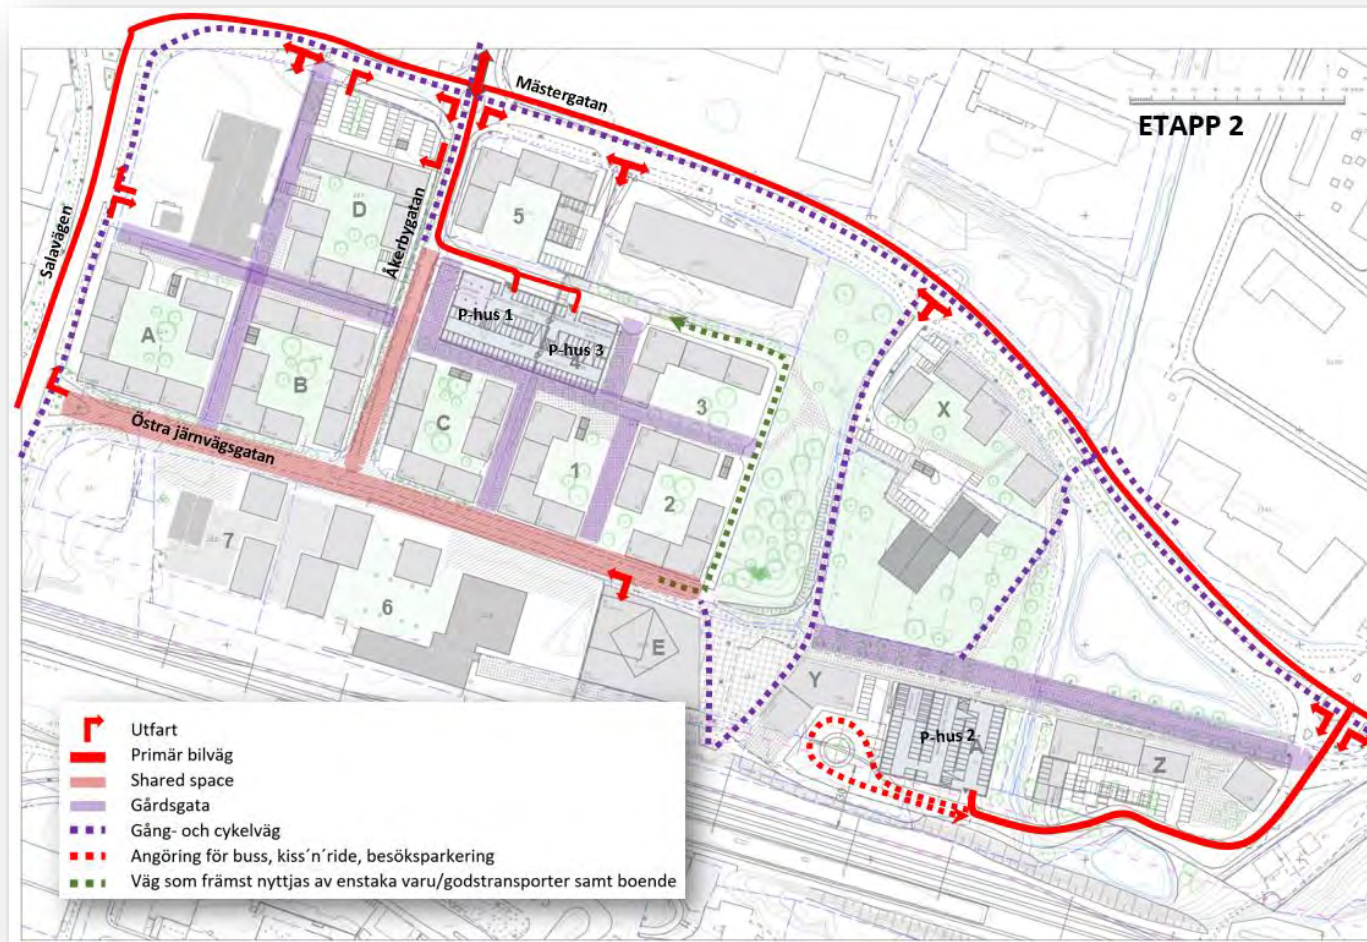 Mästergatan
ETAPP 2
Salavägen
Åkerbygatan
D
5
A
B
P-hus 1
P-hus 3
4
3
C
1
2
X
Östra järnvägsgatan
7
6
E
Y
P-hus 2
A
Z
Utfart
Primär bilväg
Shared space
Gårdsgata
Gång- och cykelväg
Angöring för buss, kiss´n´ride, besöksparkering
Väg som främst nyttjas av enstaka varu/godstransporter samt boende